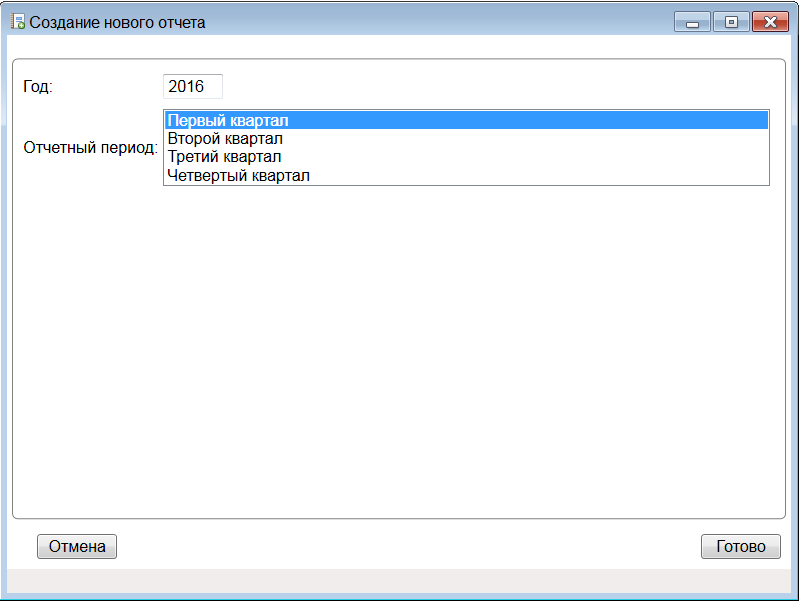 Создание нового отчета
Год: 2016
Отчетный период:
Первый квартал
Второй квартал
Третий квартал
Четвертый квартал
Отмена
Готово